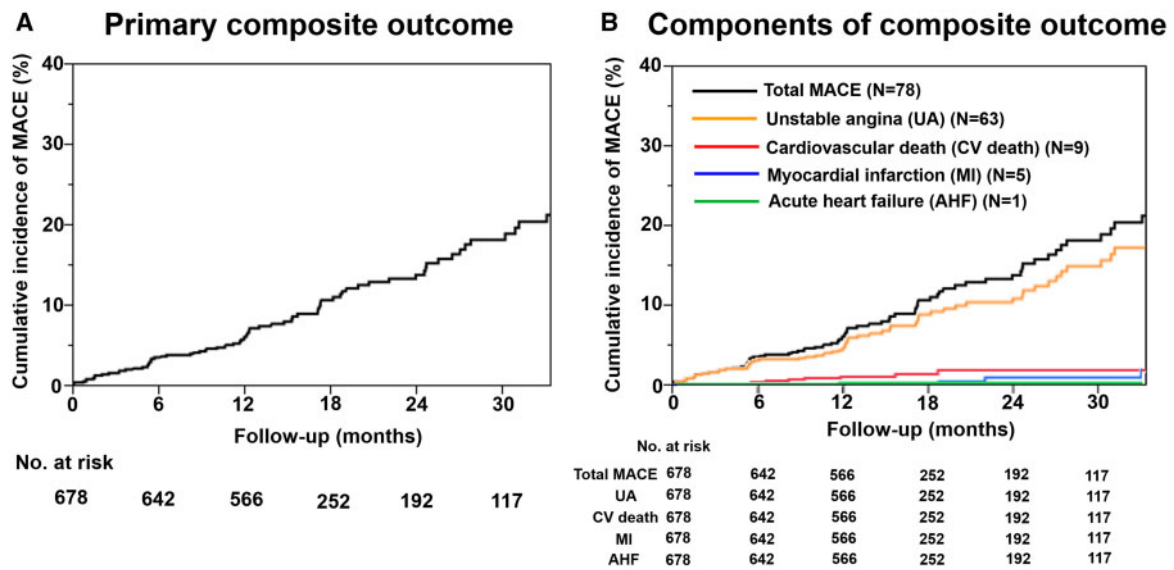 A Primary composite outcome
Cumulative incidence of MACE (%)
40
30
20
10
0
0 6 12 18 24 30
Follow-up (months)
No. at risk
678 642 566 252 192 117
B Components of composite outcome
Cumulative incidence of MACE (%)
40
30
20
10
0
Total MACE (N=78)
Unstable angina (UA) (N=63)
Cardiovascular death (CV death) (N=9)
Myocardial infarction (MI) (N=5)
Acute heart failure (AHF) (N=1)
0 6 12 18 24 30
Follow-up (months)
No. at risk
Total MACE 678 642 566 252 192 117
UA 678 642 566 252 192 117
CV death 678 642 566 252 192 117
MI 678 642 566 252 192 117
AHF 678 642 566 252 192 117